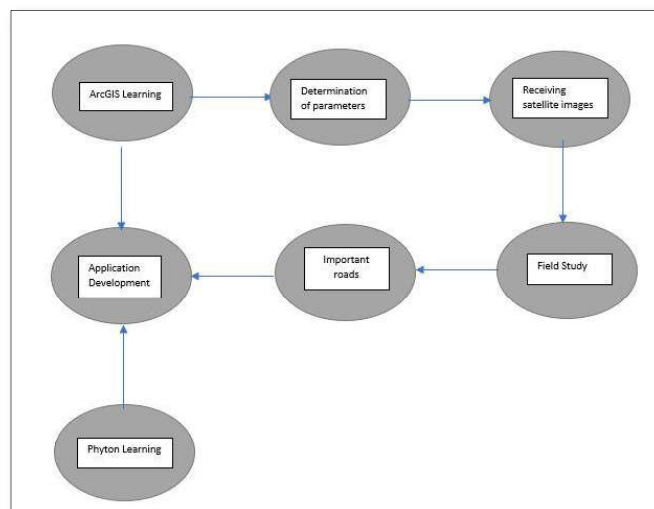 ArcGIS Learning
Determination
of parameters
Receiving
satellite images
Application
Development
Important
roads
Field Study
Phyton Learning